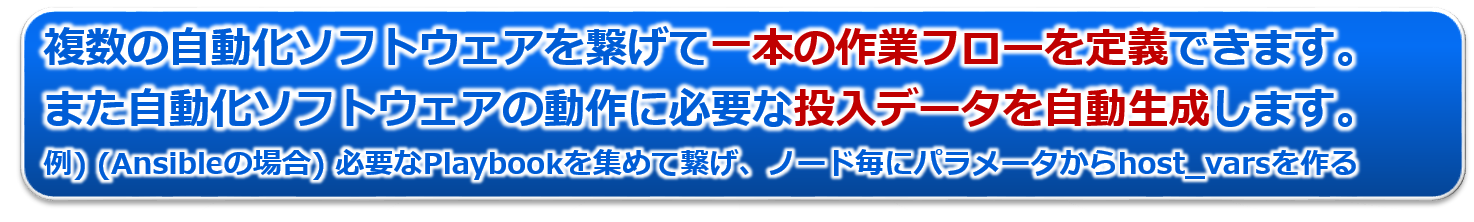 複数の自動化ソフトウェアを繋げて一本の作業フローを定義できます。
また自動化ソフトウェアの動作に必要な投入データを自動生成します。
例) (Ansibleの場合) 必要なPlaybookを集めて繋げ、ノード毎にパラメータからhost_varsを作る